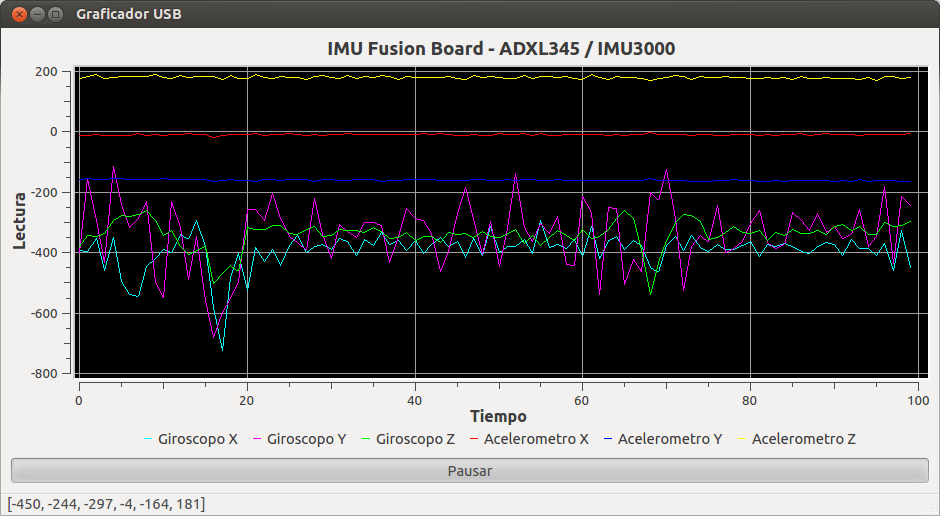 Graficador USB
IMU Fusion Board - ADXL345 / IMU3000
200
0
-200
-400
-600
-800
Lectura
0 20 40 60 80 100
Tiempo
Giroscopo X Giroscopo Y Giroscopo Z Acelerometro X Acelerometro Y Acelerometro Z
Pausar
[-450, -244, -297, -4, -164, 181]